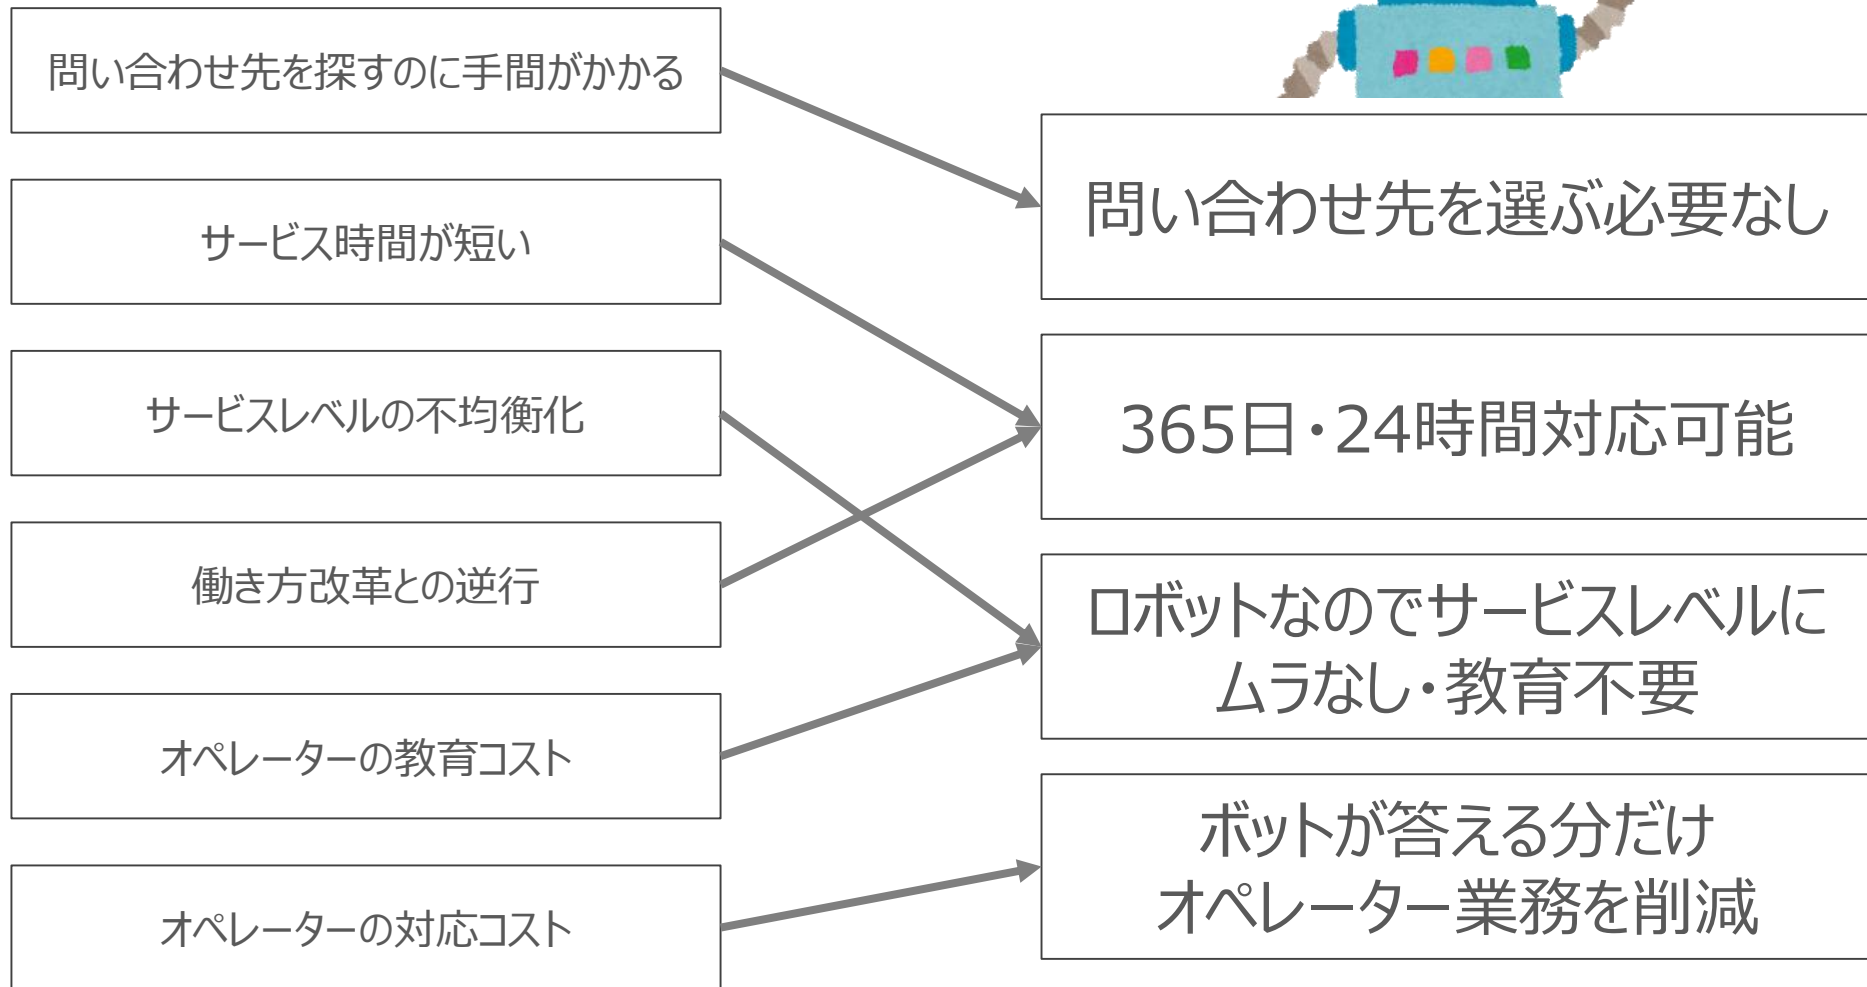 問い合わせ先を探すのに手間がかかる
サービス時間が短い
サービスレベルの不均衡化
働き方改革との逆行
オペレーターの教育コスト
オペレーターの対応コスト
問い合わせ先を選ぶ必要なし
365日・24時間対応可能
ロボットなのでサービスレベルに
ムラなし・教育不要
ボットが答える分だけ
オペレーター業務を削減